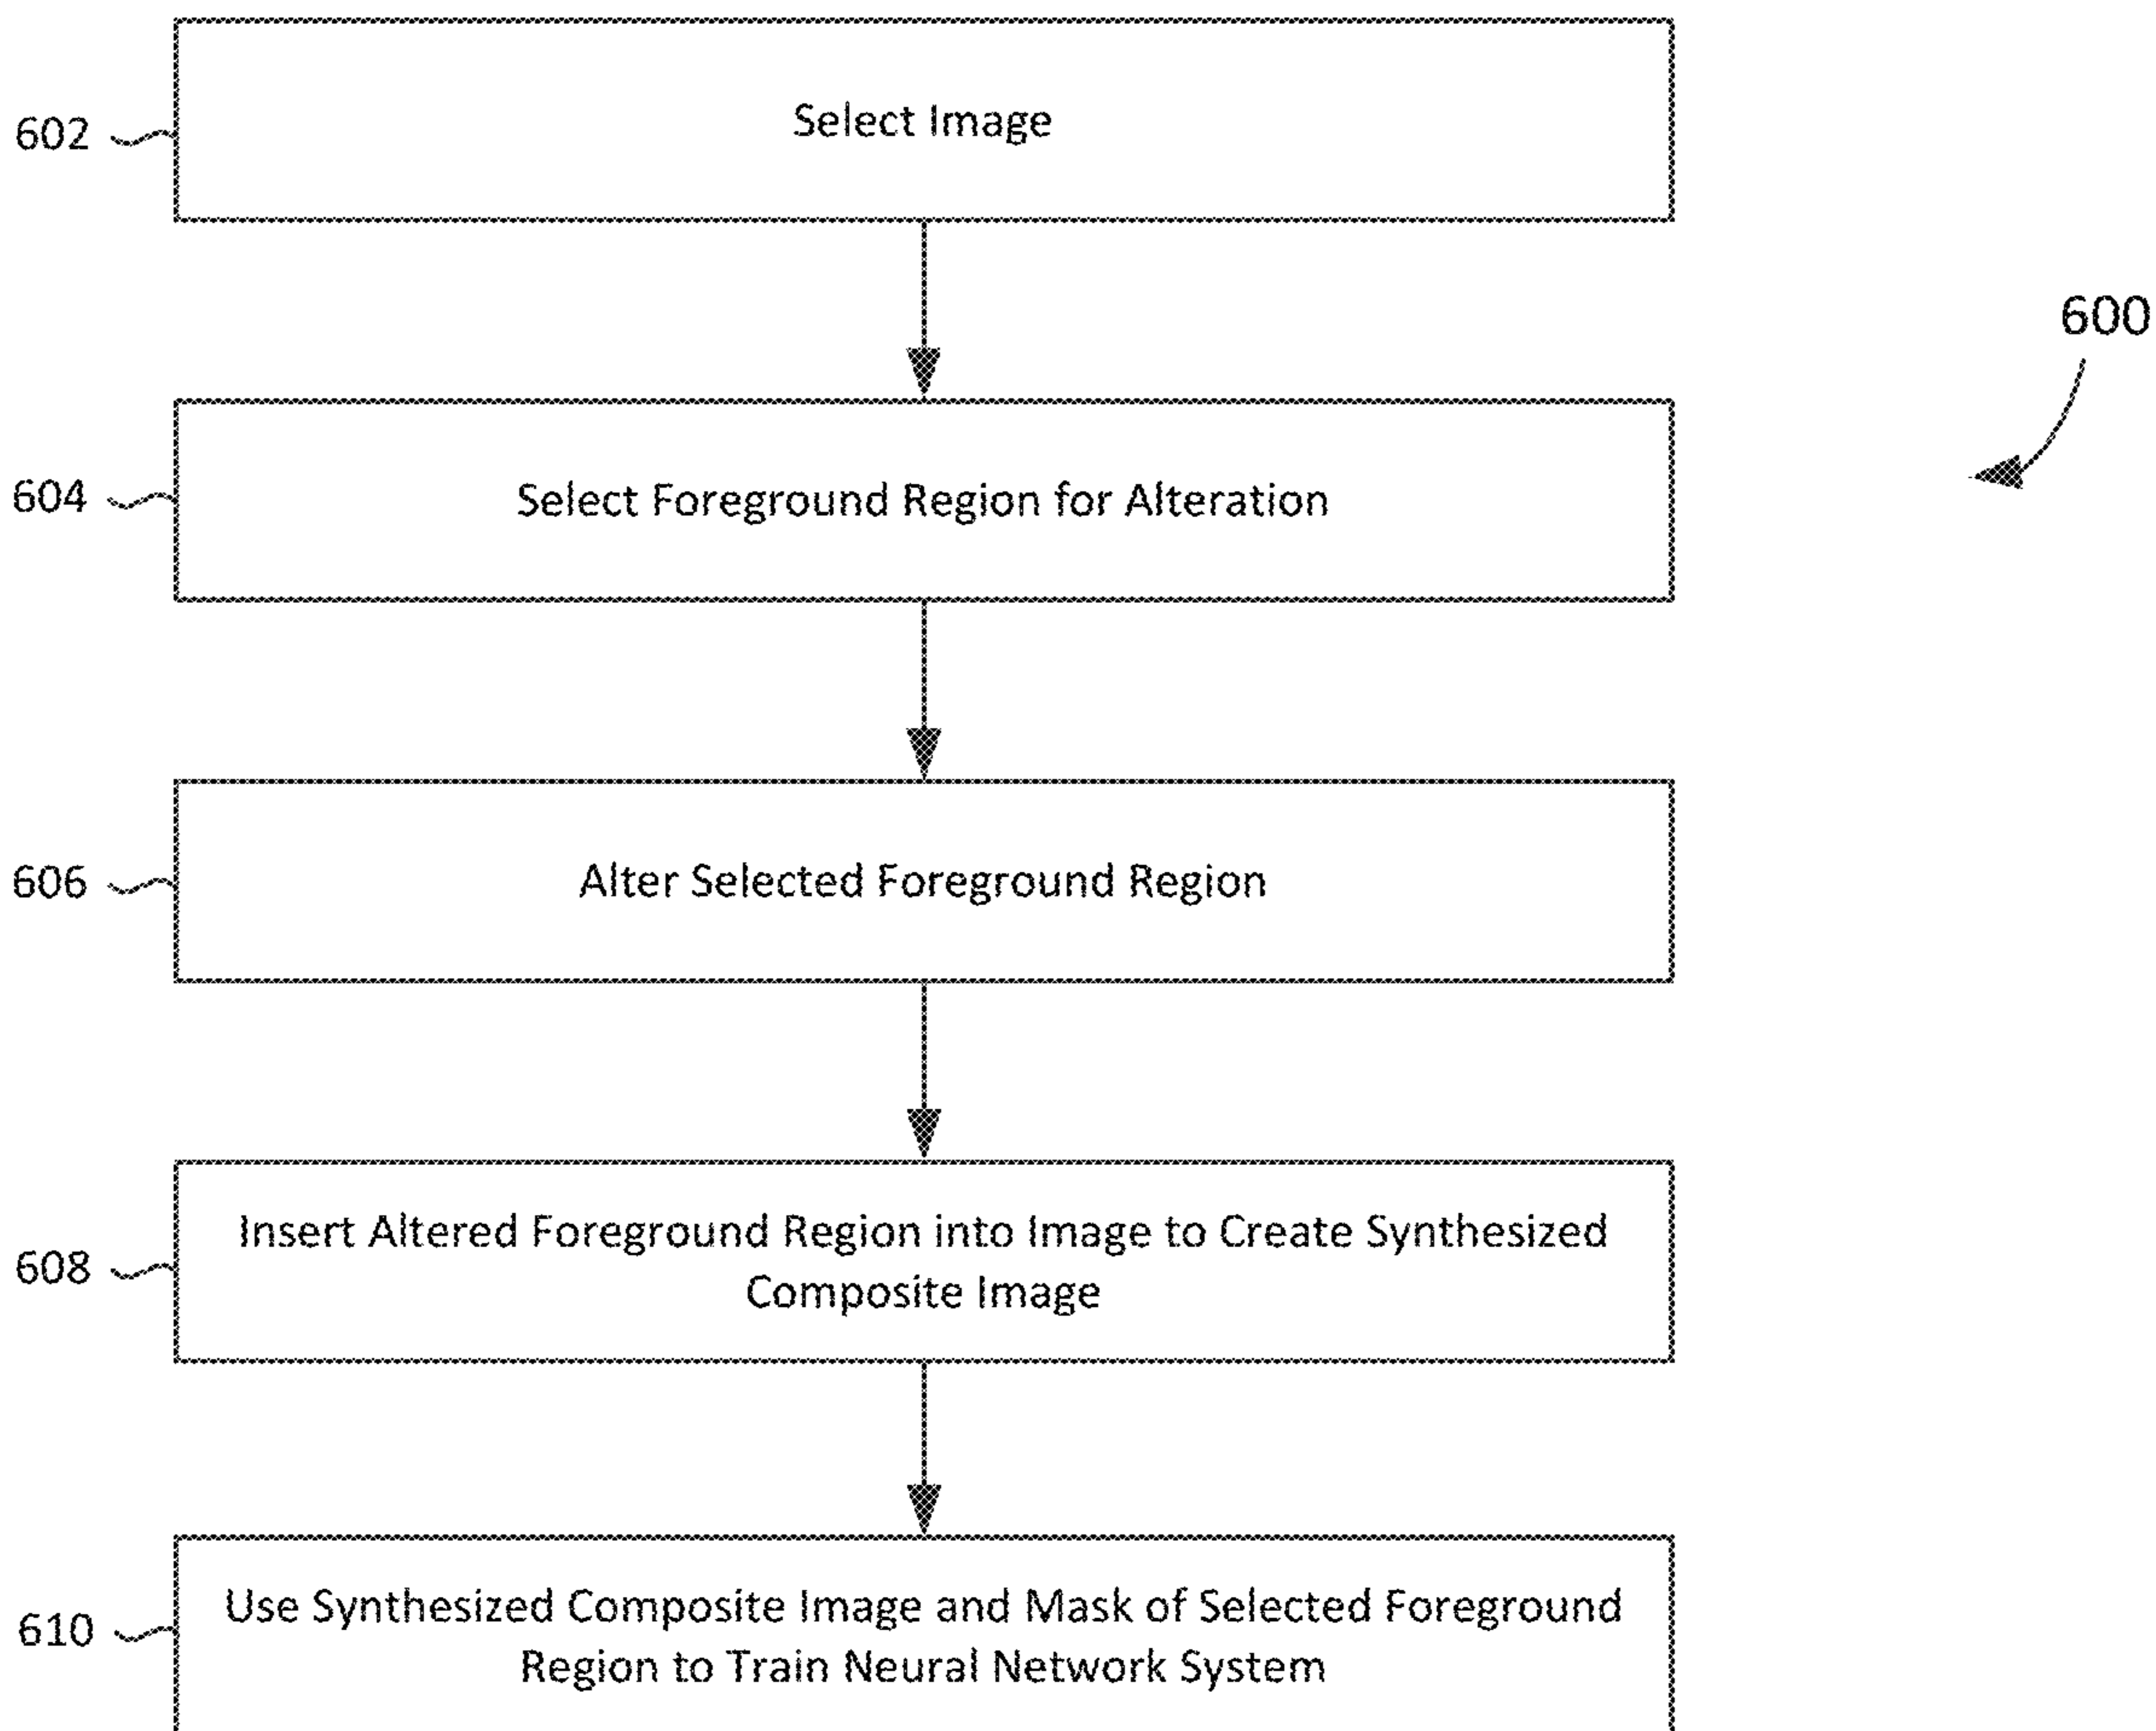 602
Select Image
600
604
Select Foreground Region for Alteration
606
Alter Selected Foreground Region
608
Insert Altered Foreground Region into Image to Create Synthesized
Composite Image
610
Use Synthesized Composite Image and Mask of Selected Foreground
Region to Train Neural Network System